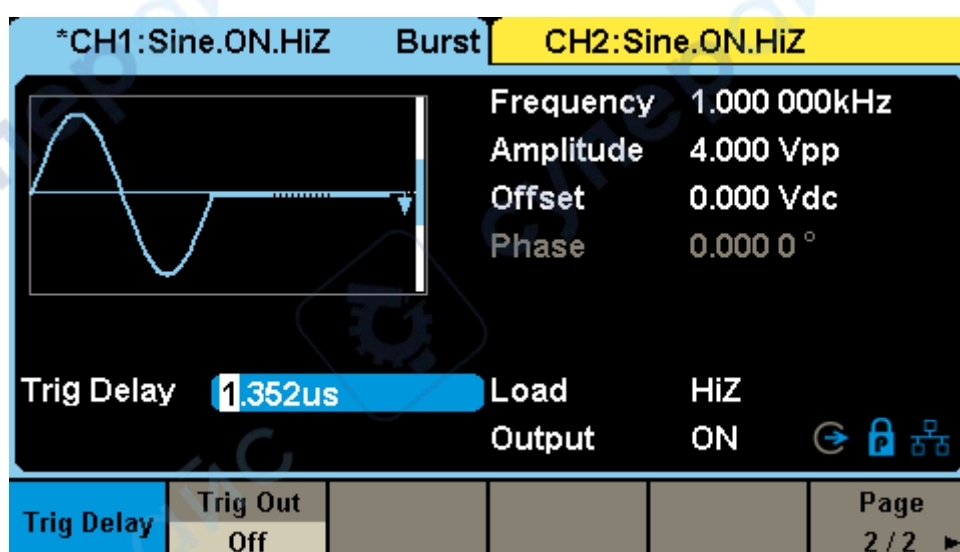 *CH1:Sine.ON.HiZ Burst CH2:Sine.ON.HiZ
Frequency 1.000 000kHz
Amplitude 4.000 Vpp
Offset 0.000 Vdc
Phase 0.000 0 °
Trig Delay 1.352us Load HiZ
Output ON
Trig Delay Trig Out Page
Off 2 / 2